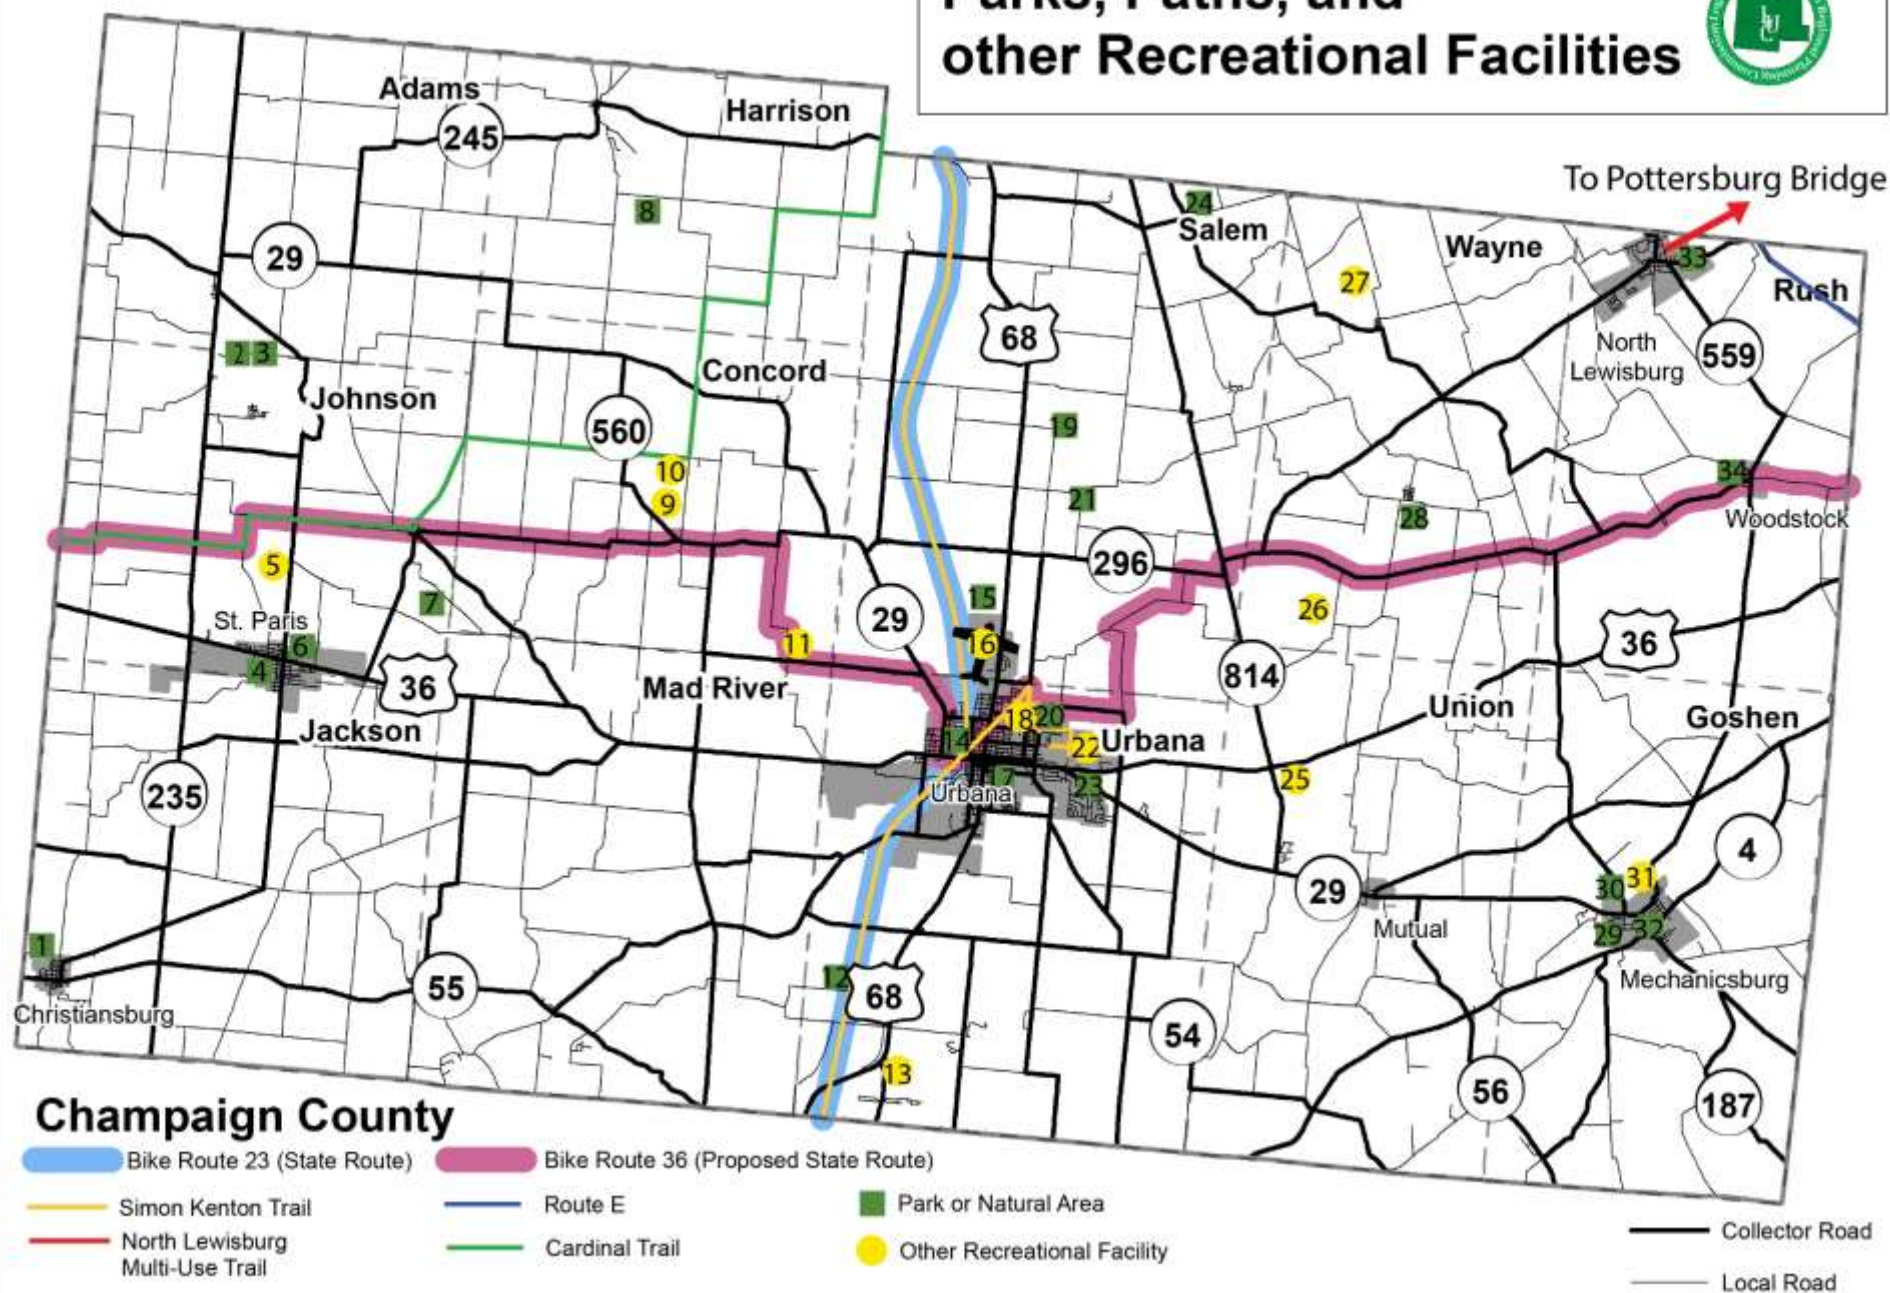 Parks, Paths, and
other Recreational Facilities
To Pottersburg Bridge
Adams
Harrison
245
8
24
Salem
Wayne
33
29
27
Rush
68
North
Lewisburg
559
2
3
Concord
Johnson
560
19
10
9
21
34
28
Woodstock
5
296
7
15
29
26
St. Paris
6
4
11
16
36
36
814
Mad River
Union
Jackson
18
20
Goshen
14
22
Urbana
235
17
23
25
Urbana
4
29
31
30
Mutual
29
32
1
12
Mechanicsburg
55
68
Christiansburg
54
13
56
187
Champaign County
Bike Route 23 (State Route)
Bike Route 36 (Proposed State Route)
Simon Kenton Trail
Route E
Park or Natural Area
North Lewisburg
Multi-Use Trail
Cardinal Trail
Other Recreational Facility
Collector Road
Local Road